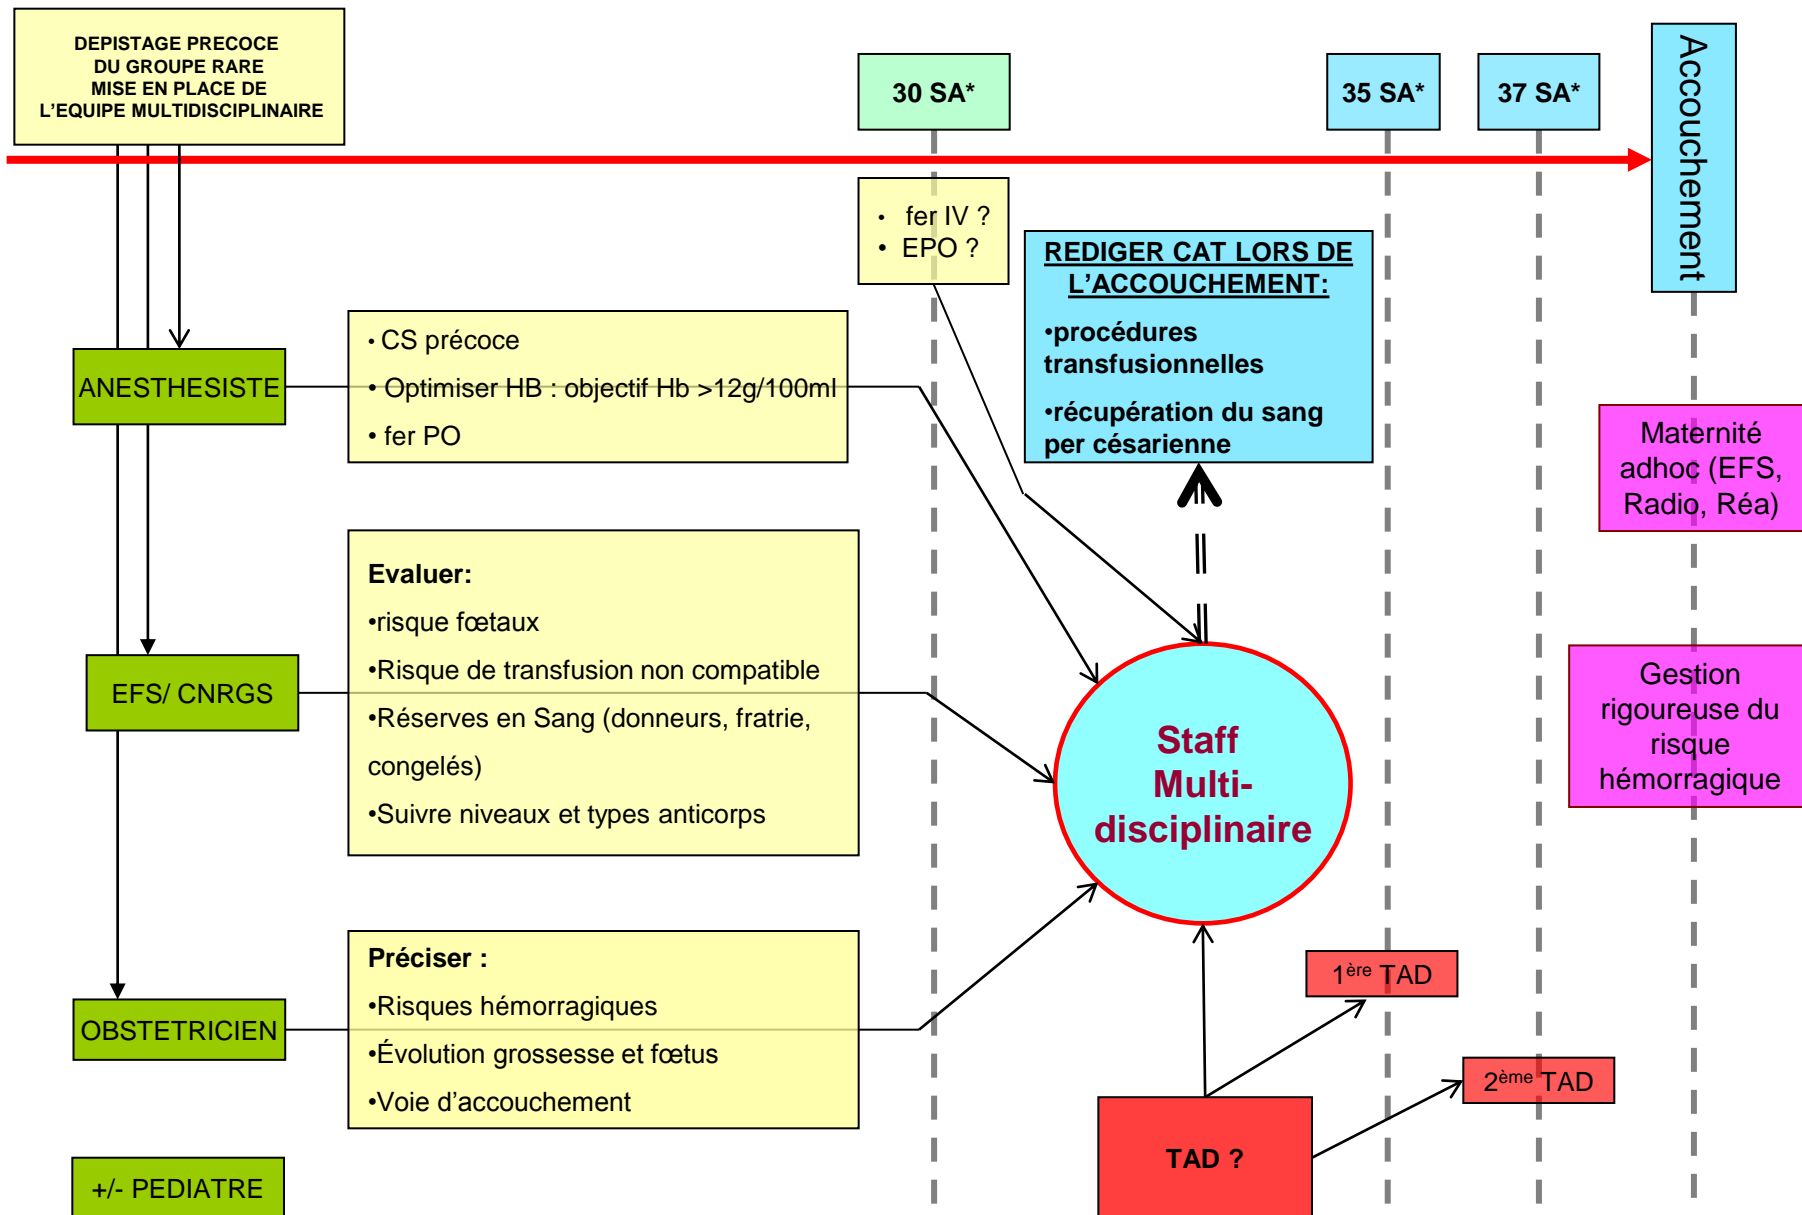 DEPISTAGE PRECOCE
DU GROUPE RARE
MISE EN PLACE DE
L'EQUIPE MULTIDISCIPLINAIRE
30 SA*
35 SA*
37 SA*
Accouchement
• fer IV ?
• EPO ?
REDIGER CAT LORS DE
L'ACCOUCHEMENT:
•procédures
transfusionnelles
•récupération du sang
per césarienne
ANESTHESISTE
• CS précoce
• Optimiser HB : objectif Hb >12g/100ml
• fer PO
Maternité
adhoc (EFS,
Radio, Réa)
EFS/ CNRGS
Evaluer:
•risque fœtaux
•Risque de transfusion non compatible
•Réserves en Sang (donneurs, fratrie,
congelés)
•Suivre niveaux et types anticorps
Staff
Multi-
disciplinaire
Gestion
rigoureuse du
risque
hémorragique
OBSTETRICIEN
Préciser :
•Risques hémorragiques
•Évolution grossesse et fœtus
•Voie d'accouchement
1ère TAD
2ème TAD
TAD ?
+/- PEDIATRE